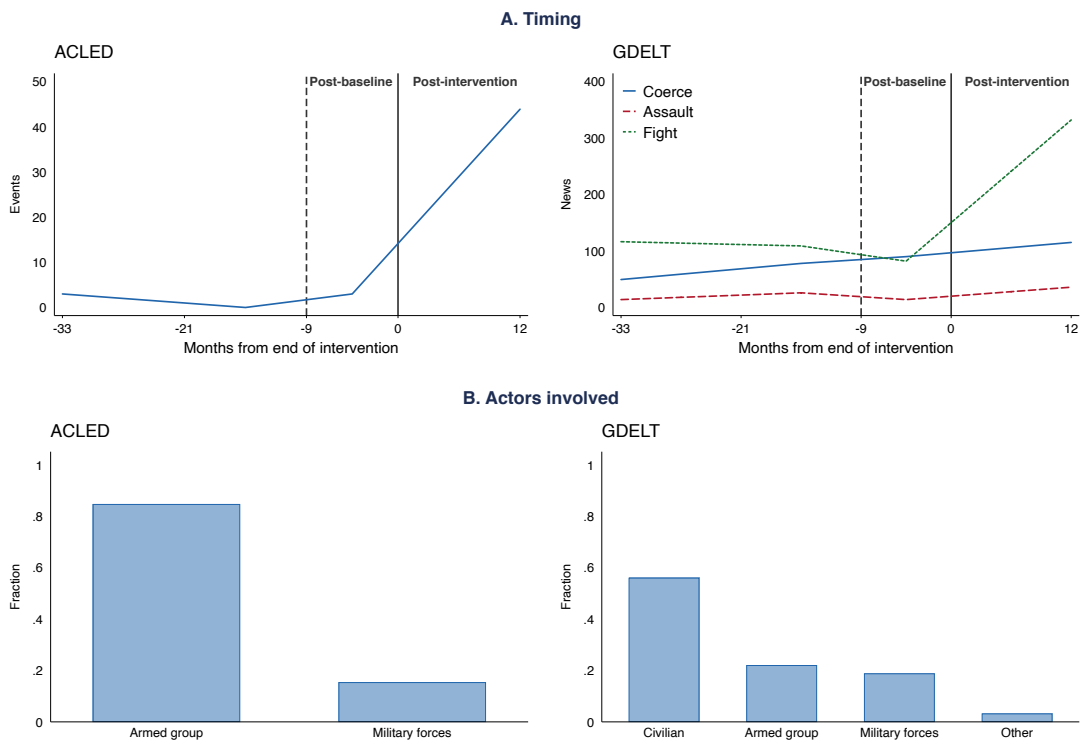 A. Timing
ACLED
50
40
30
20
10
0
Events
Post-baseline
Post-intervention
-33
-21
-9
0
12
Months from end of intervention
GDELT
400
300
200
100
0
News
Coerce
Assault
Fight
Post-baseline
Post-intervention
-33
-21
-9
0
12
Months from end of intervention
B. Actors involved
ACLED
1
.8
.6
.4
.2
0
Fraction
Armed group
Military forces
GDELT
1
.8
.6
.4
.2
0
Fraction
Civilian
Armed group
Military forces
Other